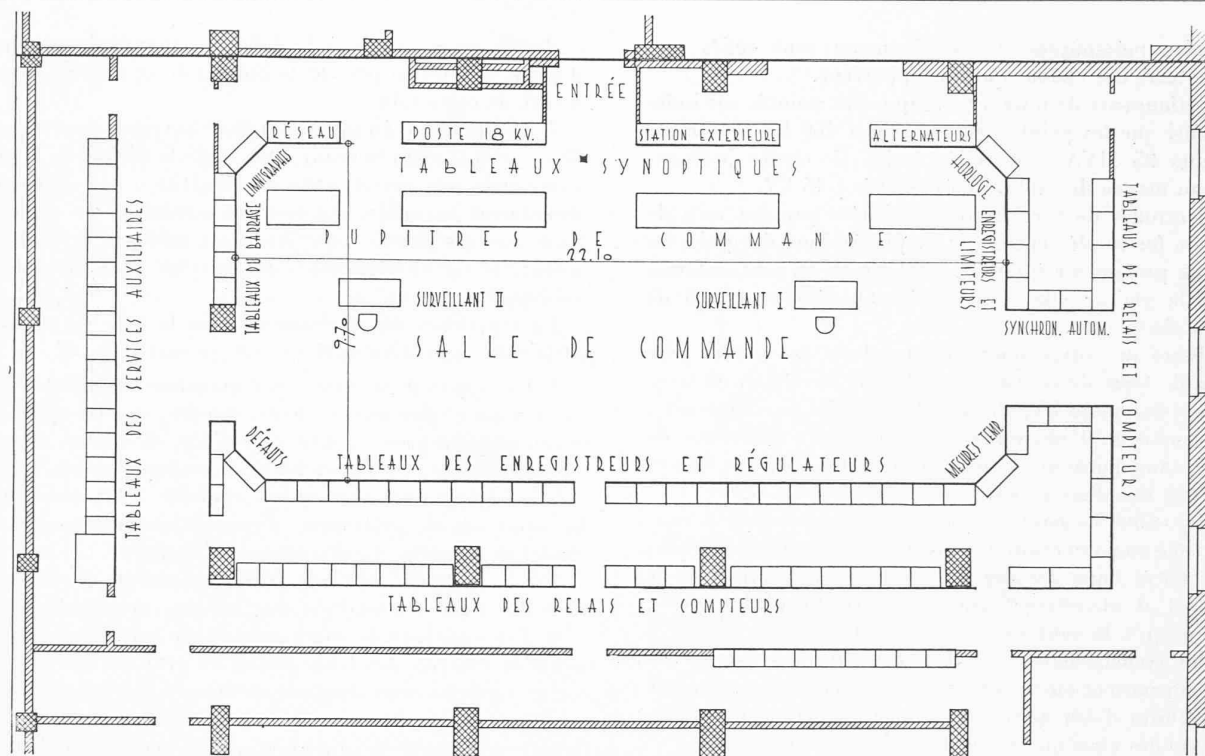 ENTRÉE
RÉSEAU
POSTE 18 KV.
STATION EXTERIEURE
ALTERNATEURS
LIMNIGRAPHES
TABLEAUX SYNOPTIQUES
HORLOGE
TABLEAUX DES SERVICES AUXILIAIRES
TABLEAUX DU BARRAGE
PUPITRES DE COMMANDE
22.10
ENREGISTREURS ET
LIMITEURS
TABLEAUX DE RELAIS ET COMPTEURS
SURVEILLANT II
SURVEILLANT I
9.70
SYNCHRON. AUTOM.
SALLE DE COMMANDE
DÉFAUTS
TABLEAUX DES ENREGISTREURS ET RÉGULATEURS
MESURES TENR.
TABLEAUX DES RELAIS ET COMPTEURS